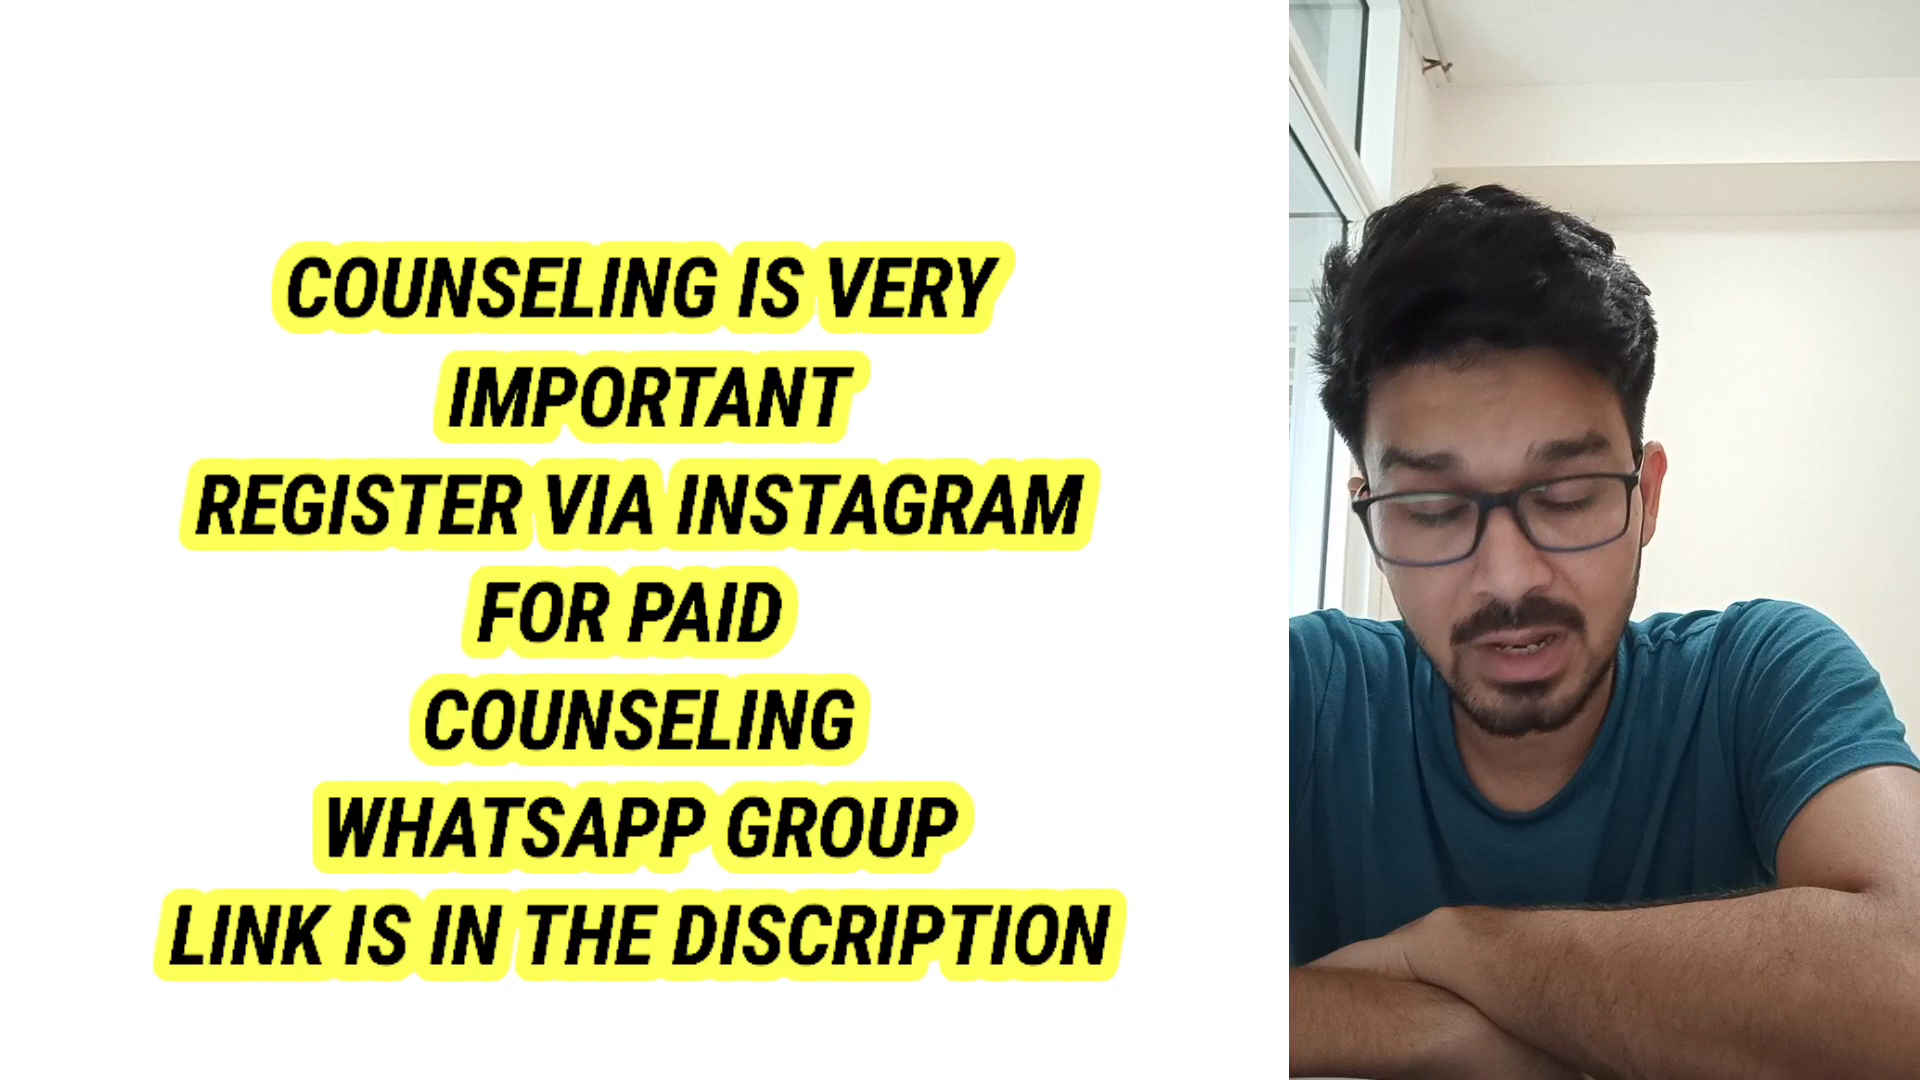 COUNSELING IS VERY
IMPORTANT
REGISTER VIA INSTAGRAM
FOR PAID
COUNSELING
WHATSAPP GROUP
LINK IS IN THE DISCRIPTION